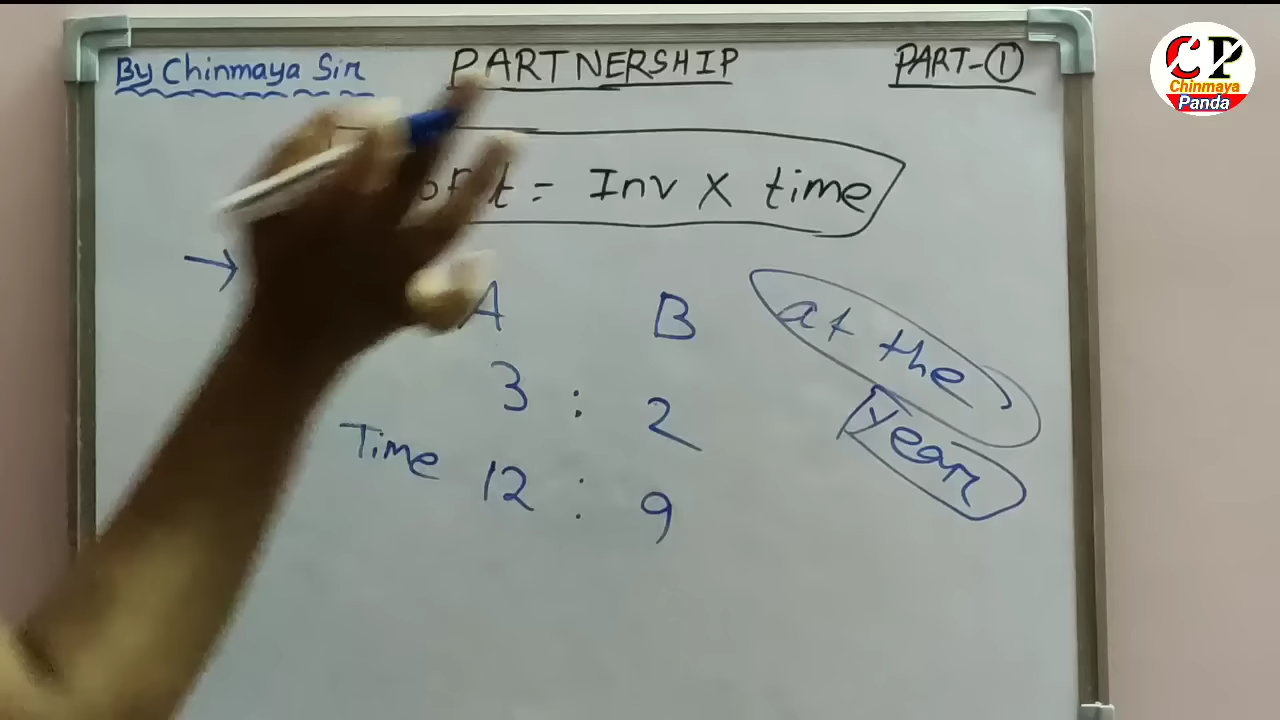 By Chinmaya Sir PARTNERSHIP PART-①
CP
Chinmaya
Panda
= Inv X time
A B
3 : 2
Time 12 : 9
at the
year